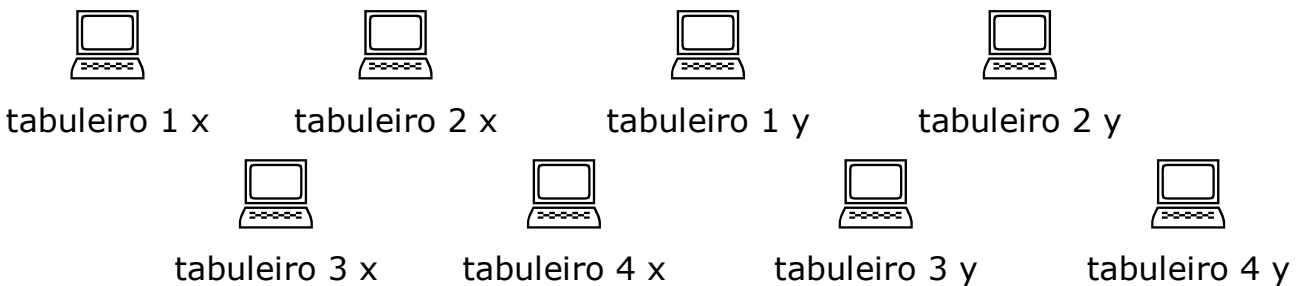 tabuleiro 1 x tabuleiro 2 x tabuleiro 1 y tabuleiro 2 y
tabuleiro 3 x tabuleiro 4 x tabuleiro 3 y tabuleiro 4 y